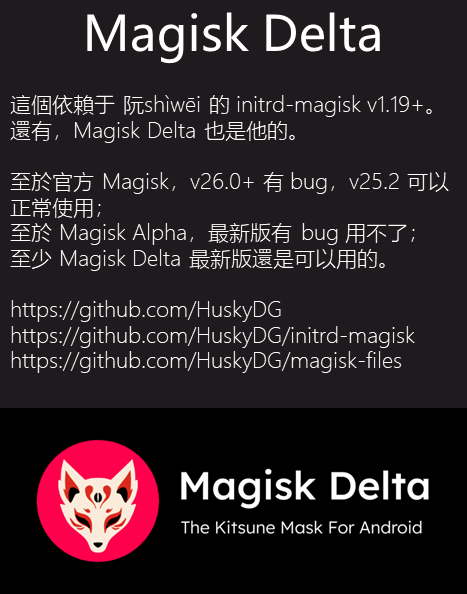 Magisk Delta
這個依賴于 阮shìwēi 的 initrd-magisk v1.19+。
還有，Magisk Delta 也是他的。
至於官方 Magisk，v26.0+ 有 bug，v25.2 可以
正常使用；
至於 Magisk Alpha，最新版有 bug 用不了；
至少 Magisk Delta 最新版還是可以用的。
https://github.com/HuskyDG
https://github.com/HuskyDG/initrd-magisk
https://github.com/HuskyDG/magisk-files
Magisk Delta
The Kitsune Mask For Android